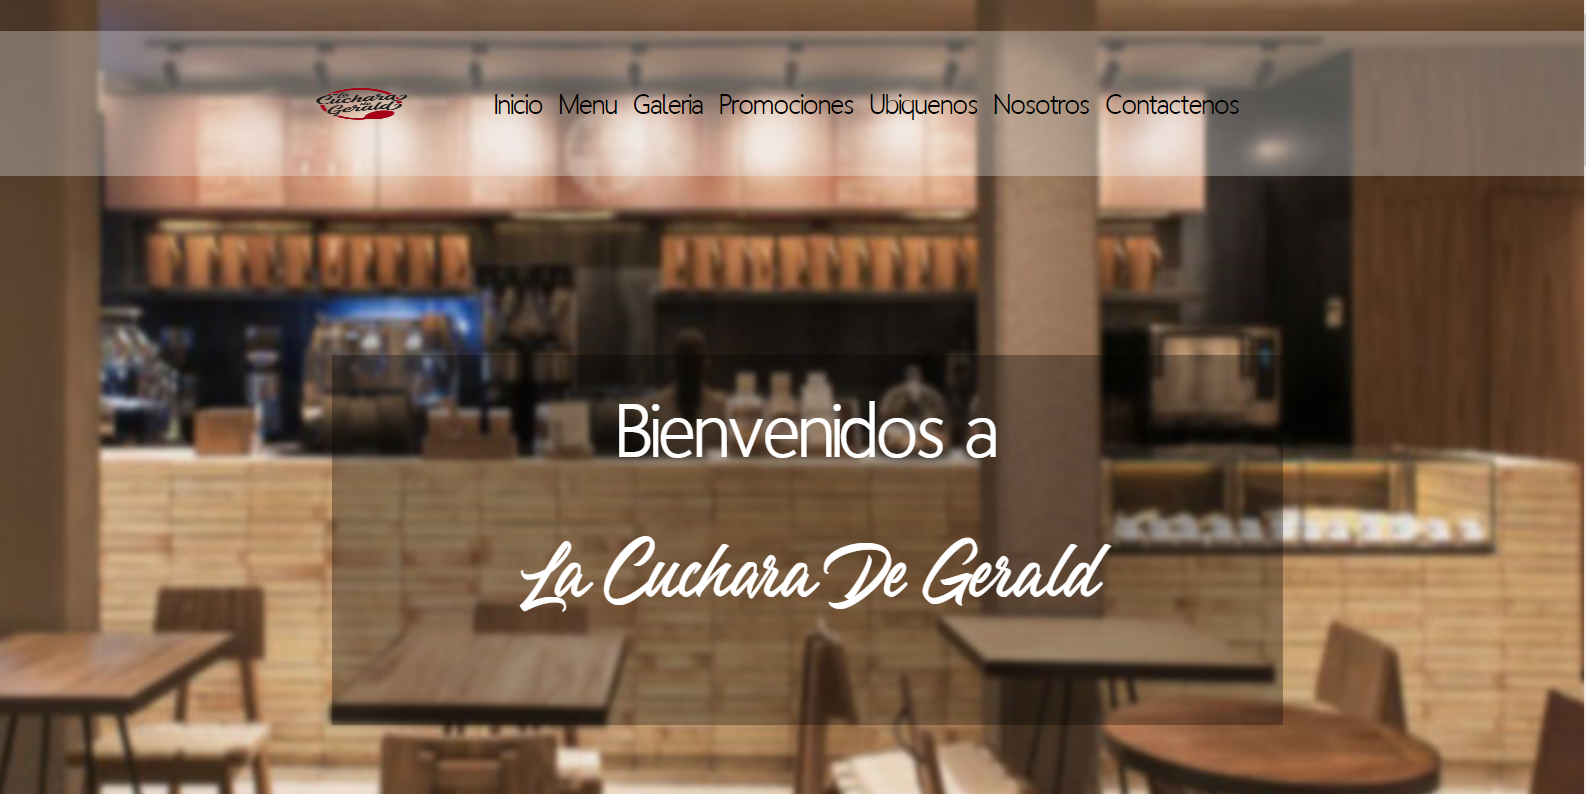 La
Cuchara de
Gerald
Inicio Menu Galeria Promociones Ubiquenos Nosotros Contactenos
Bienvenidos a
La Cuchara De Gerald